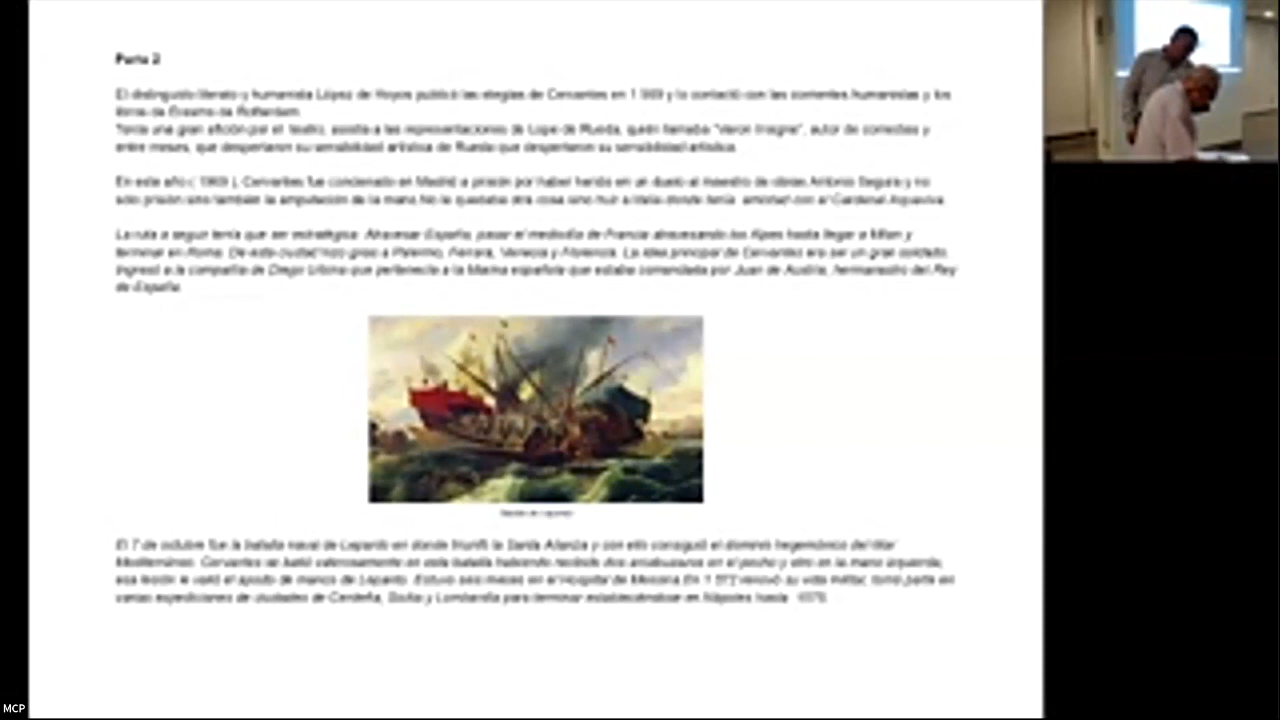 Parte 2
El distinguido literato y humanista López de Hoyos publicó las elegías de Cervantes en 1 569 y lo contactó con las corrientes humanistas y los
libros de Erasmo de Rotterdam.
Tenía una gran afición por el teatro, asistía a las representaciones de Lope de Rueda, quién llamaba "Varon Insigne", autor de comedias y
entre meses, que despertaron su sensibilidad artística de Rueda que despertaron su sensibilidad artística.
En este año ( 1569 ), Cervantes fue condenado en Madrid a prisión por haber herido en un duelo al maestro de obras Antonio Segura y no
solo prisión sino también la amputación de la mano.No le quedaba otra cosa sino huir a Italia donde tenía amistad con el Cardenal Aquaviva.
La ruta a seguir tenía que ser estratégica: Atravesar España, pasar el mediodía de Francia atravesando los Alpes hasta llegar a Milan y
terminar en Roma. De esta ciudad hizo giras a Palermo, Ferrara, Venecia y Florencia. La idea principal de Cervantes era ser un gran soldado.
Ingresó a la compañía de Diego Urbina que pertenecía a la Marina española que estaba comandada por Juan de Austria, hermanastro del Rey
de España.
Batalla de Lepanto
El 7 de octubre fue la batalla naval de Lepanto en donde triunfó la Santa Alianza y con ello consiguió el dominio hegemónico del Mar
Mediterráneo. Cervantes se batió valerosamente en esta batalla habiendo recibido dos arcabuzazos en el pecho y otro en la mano izquierda,
esa lesión le valió el apodo de manco de Lepanto. Estuvo seis meses en el Hospital de Messina.En 1 572 renovó su vida militar, tomó parte en
varias expediciones de ciudades de Cerdeña, Sicilia y Lombardía para terminar estableciéndose en Nápoles hasta 1575.
MCP